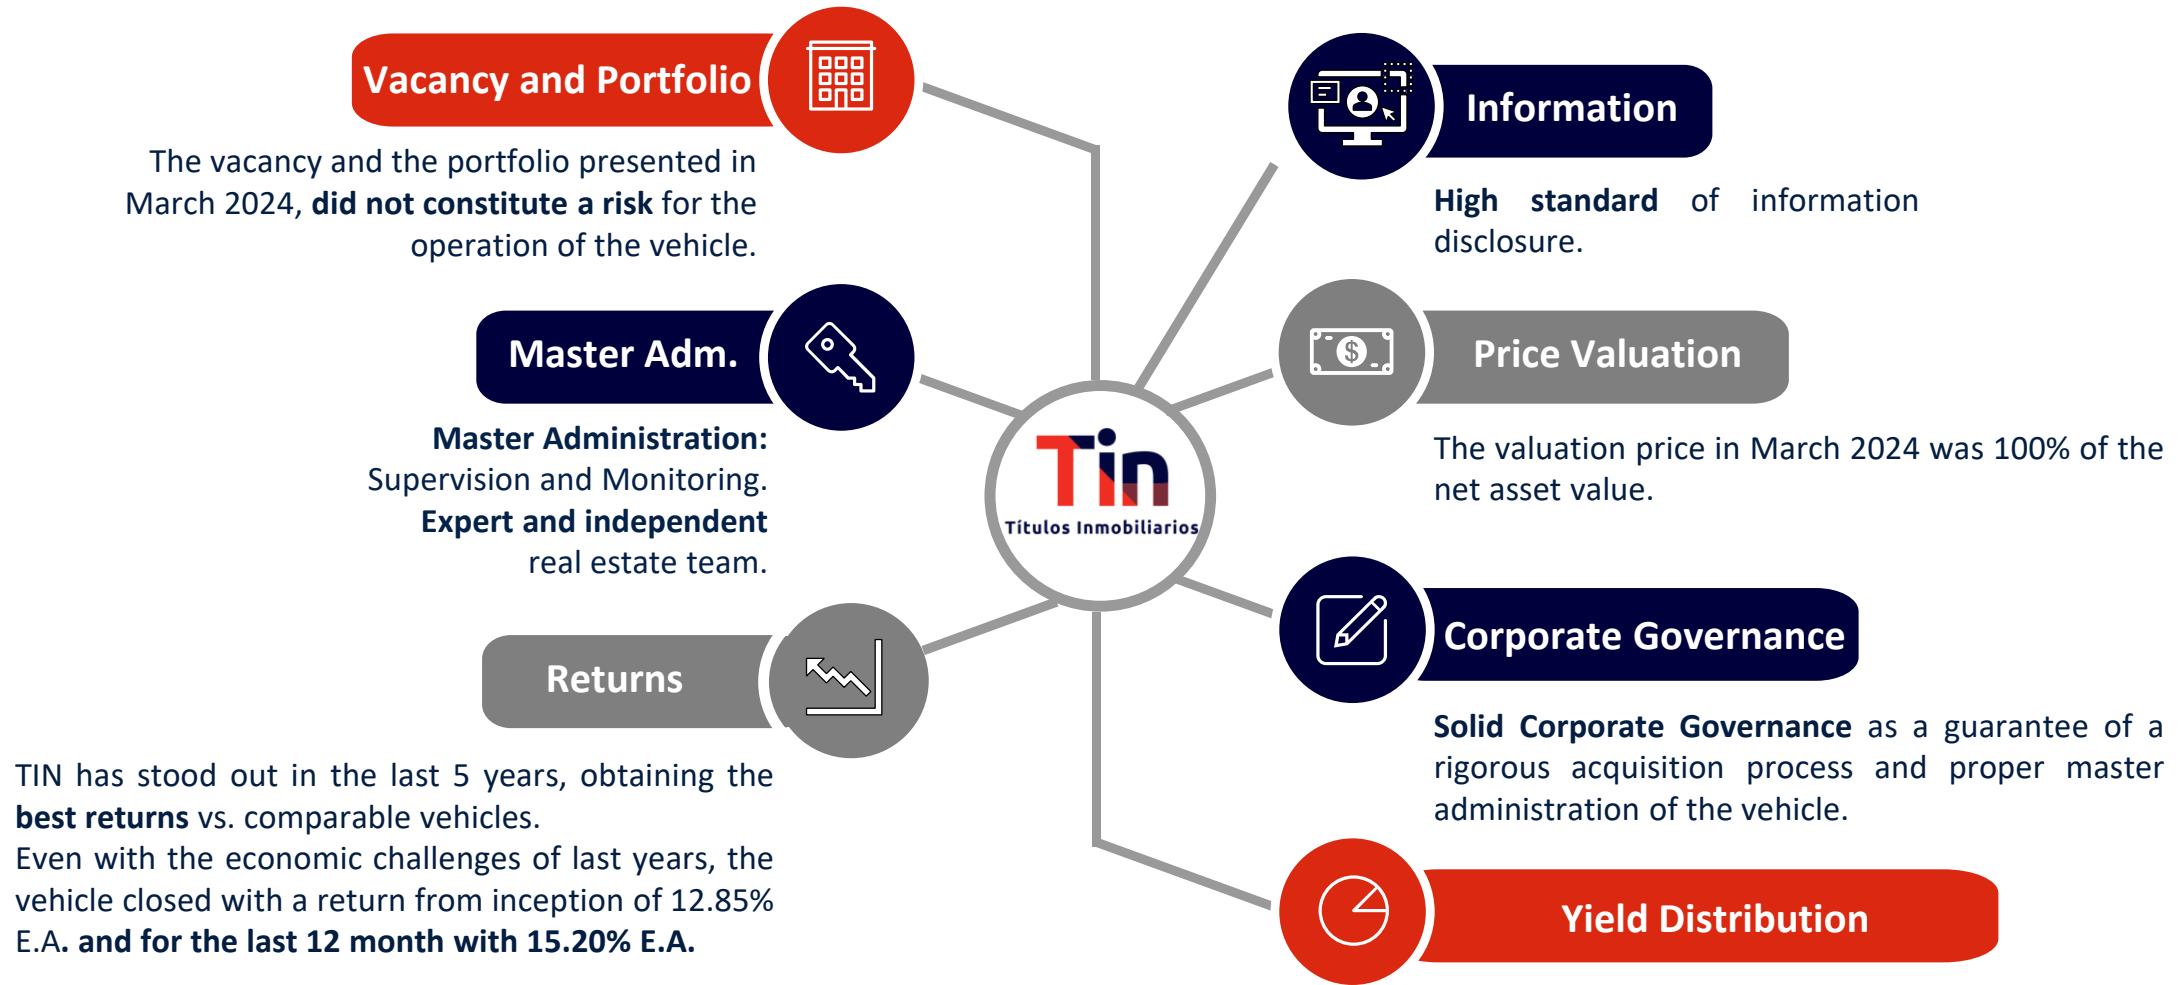 Vacancy and Portfolio
The vacancy and the portfolio presented in
March 2024, did not constitute a risk for the
operation of the vehicle.
Master Adm.
Master Administration:
Supervision and Monitoring.
Expert and independent
real estate team.
Returns
TIN has stood out in the last 5 years, obtaining the
best returns vs. comparable vehicles.
Even with the economic challenges of last years, the
vehicle closed with a return from inception of 12.85%
E.A. and for the last 12 month with 15.20% E.A.
Tin
Títulos Inmobiliarios
Information
High standard of information
disclosure.
$
Price Valuation
The valuation price in March 2024 was 100% of the
net asset value.
Corporate Governance
Solid Corporate Governance as a guarantee of a
rigorous acquisition process and proper master
administration of the vehicle.
Yield Distribution